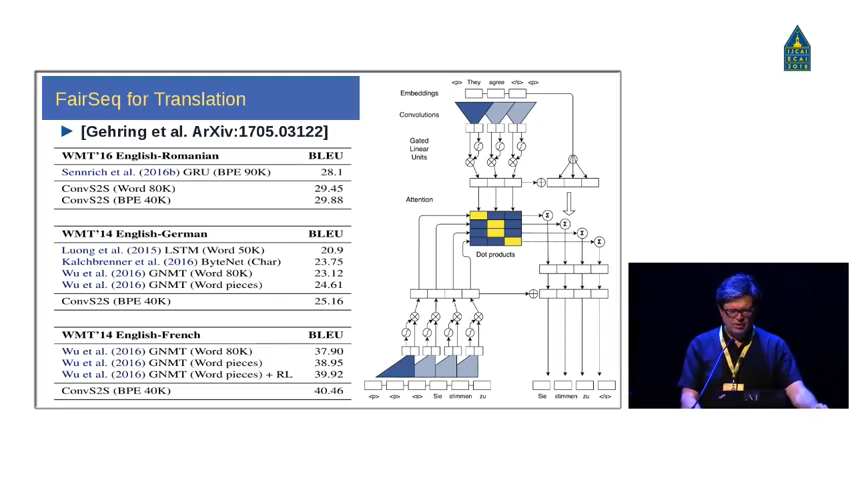 IJCAI
ECAI
2018
FairSeq for Translation
[Gehring et al. ArXiv:1705.03122]
WMT'16 English-Romanian BLEU
Sennrich et al. (2016b) GRU (BPE 90K) 28.1
ConvS2S (Word 80K) 29.45
ConvS2S (BPE 40K) 29.88
WMT'14 English-German BLEU
Luong et al. (2015) LSTM (Word 50K) 20.9
Kalchbrenner et al. (2016) ByteNet (Char) 23.75
Wu et al. (2016) GNMT (Word 80K) 23.12
Wu et al. (2016) GNMT (Word pieces) 24.61
ConvS2S (BPE 40K) 25.16
WMT'14 English-French BLEU
Wu et al. (2016) GNMT (Word 80K) 37.90
Wu et al. (2016) GNMT (Word pieces) 38.95
Wu et al. (2016) GNMT (Word pieces) + RL 39.92
ConvS2S (BPE 40K) 40.46
<p> They agree </s> <p>
Embeddings
Convolutions
Gated
Linear
Units
Attention
Σ
Σ
Σ
Σ
Dot products
<p> <p> <s> Sie stimmen zu
Sie stimmen zu </s>